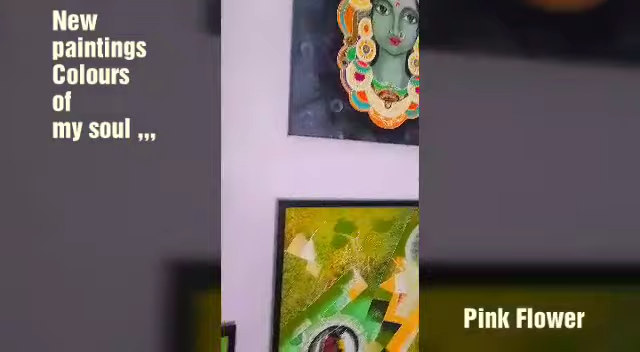 New
paintings
Colours
of
my soul ,,,
Pink Flower